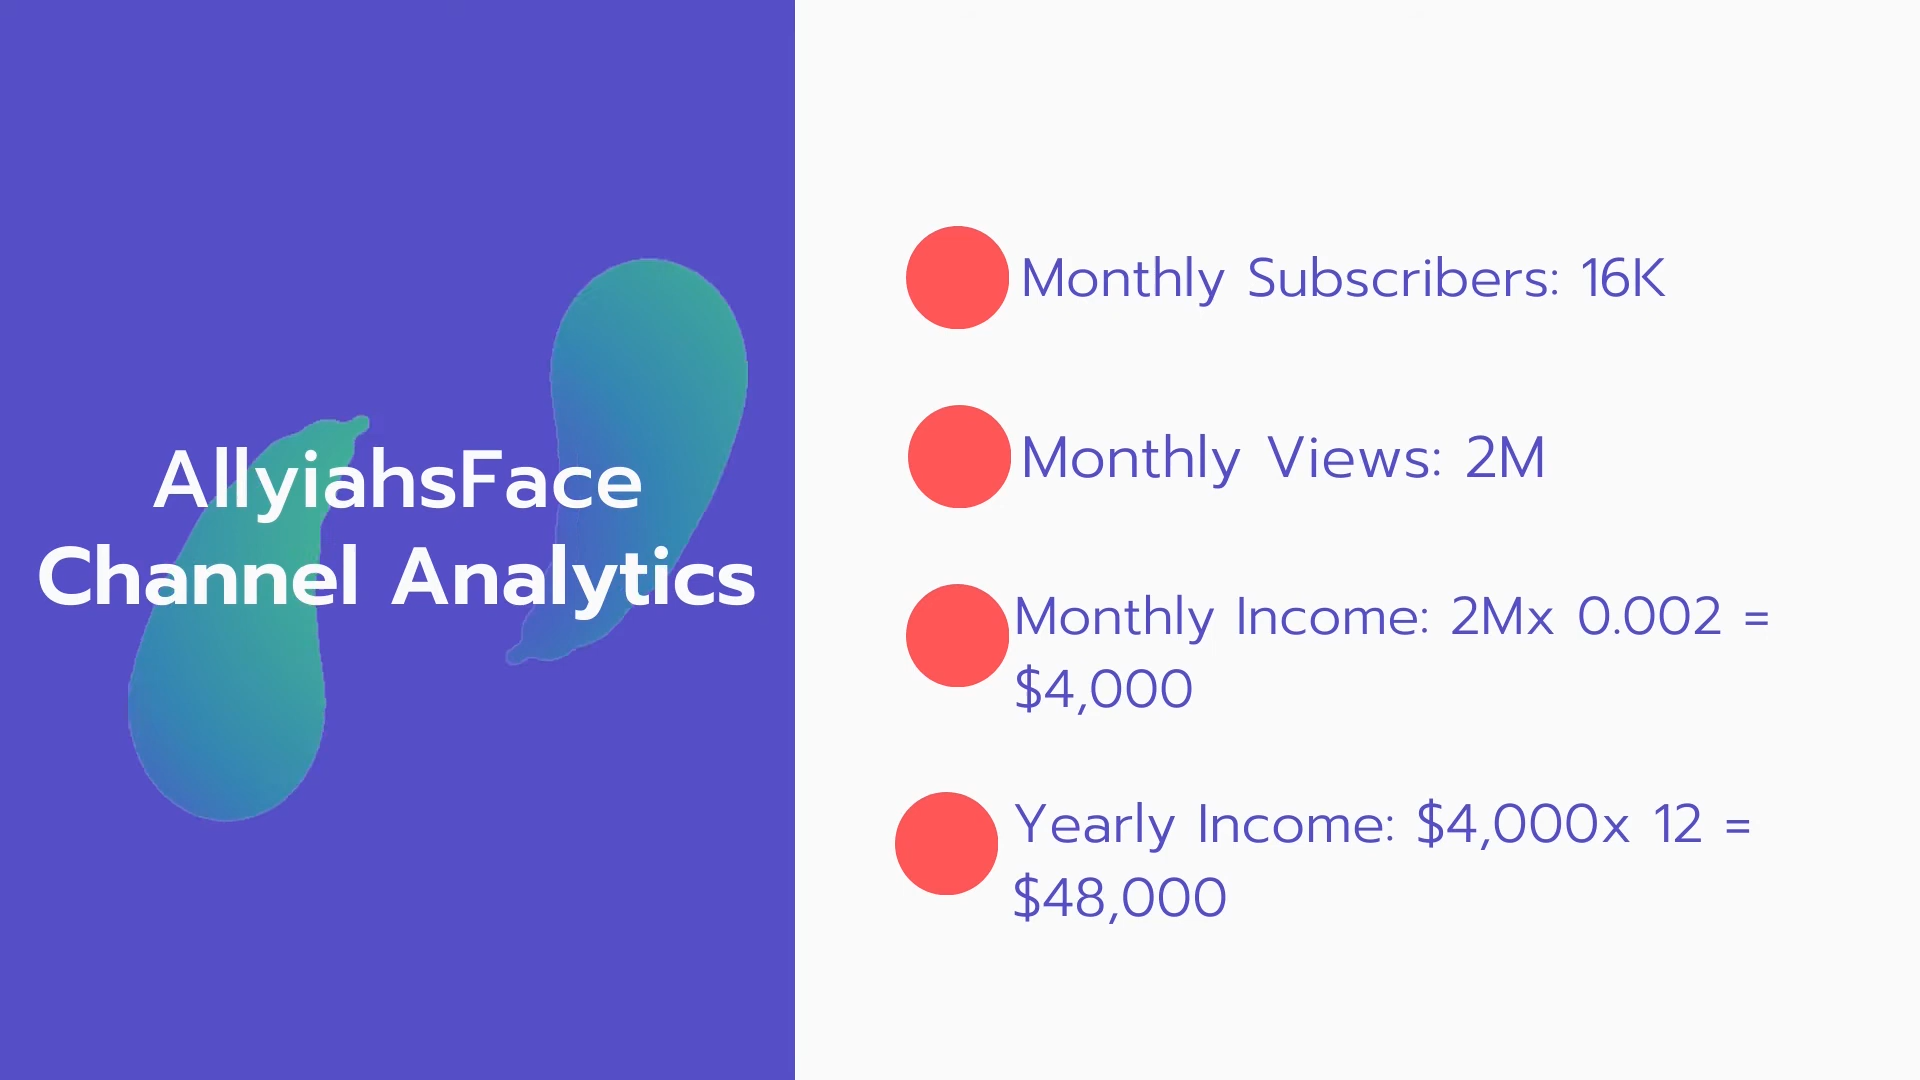 AllyiahsFace
Channel Analytics
Monthly Subscribers: 16K
Monthly Views: 2M
Monthly Income: 2Mx 0.002 =
$4,000
Yearly Income: $4,000x 12 =
$48,000